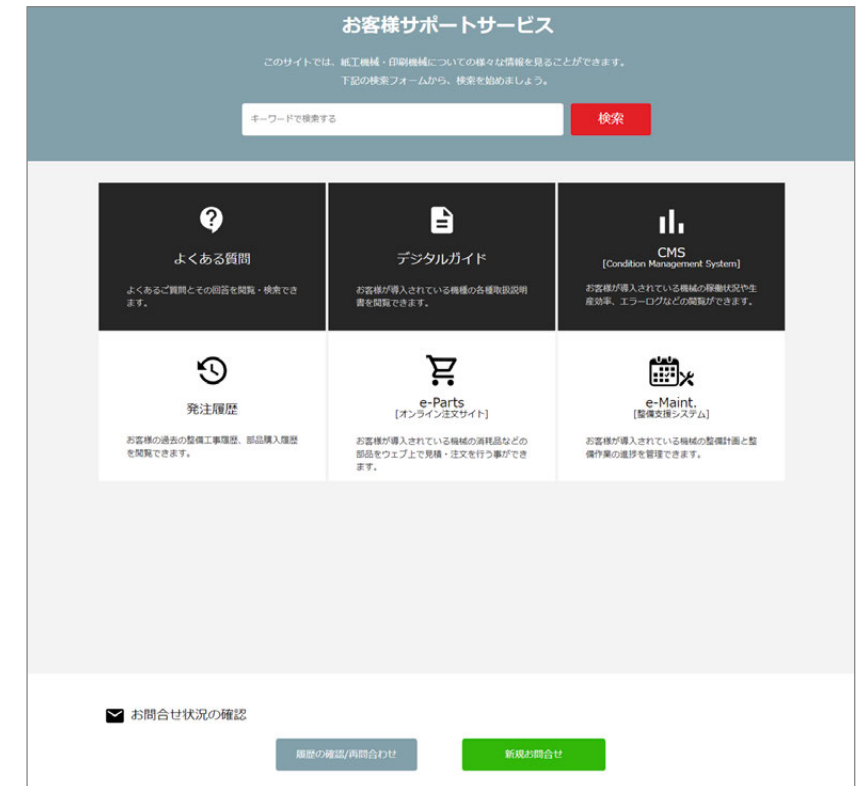 お客様サポートサービス
このサイトでは、紙工機械・印刷機械についての様々な情報を見ることができます。
下記の検索フォームから、検索を始めましょう。
キーワードで検索する
検索
よくある質問
よくあるご質問とその回答を閲覧・検索でき
ます。
デジタルガイド
お客様が導入されている機種の各種取扱説明
書を閲覧できます。
CMS
[Condition Management System]
お客様が導入されている機械の稼働状況や生
産効率、エラーログなどの閲覧ができます。
発注履歴
お客様の過去の整備工事履歴、部品購入履歴
を閲覧できます。
e-Parts
[オンライン注文サイト]
お客様が導入されている機械の消耗品などの
部品をウェブ上で見積・注文を行う事ができ
ます。
e-Maint.
[整備支援システム]
お客様が導入されている機械の整備計画と整
備作業の進捗を管理できます。
お問合せ状況の確認
履歴の確認/再問合わせ
新規お問合せ